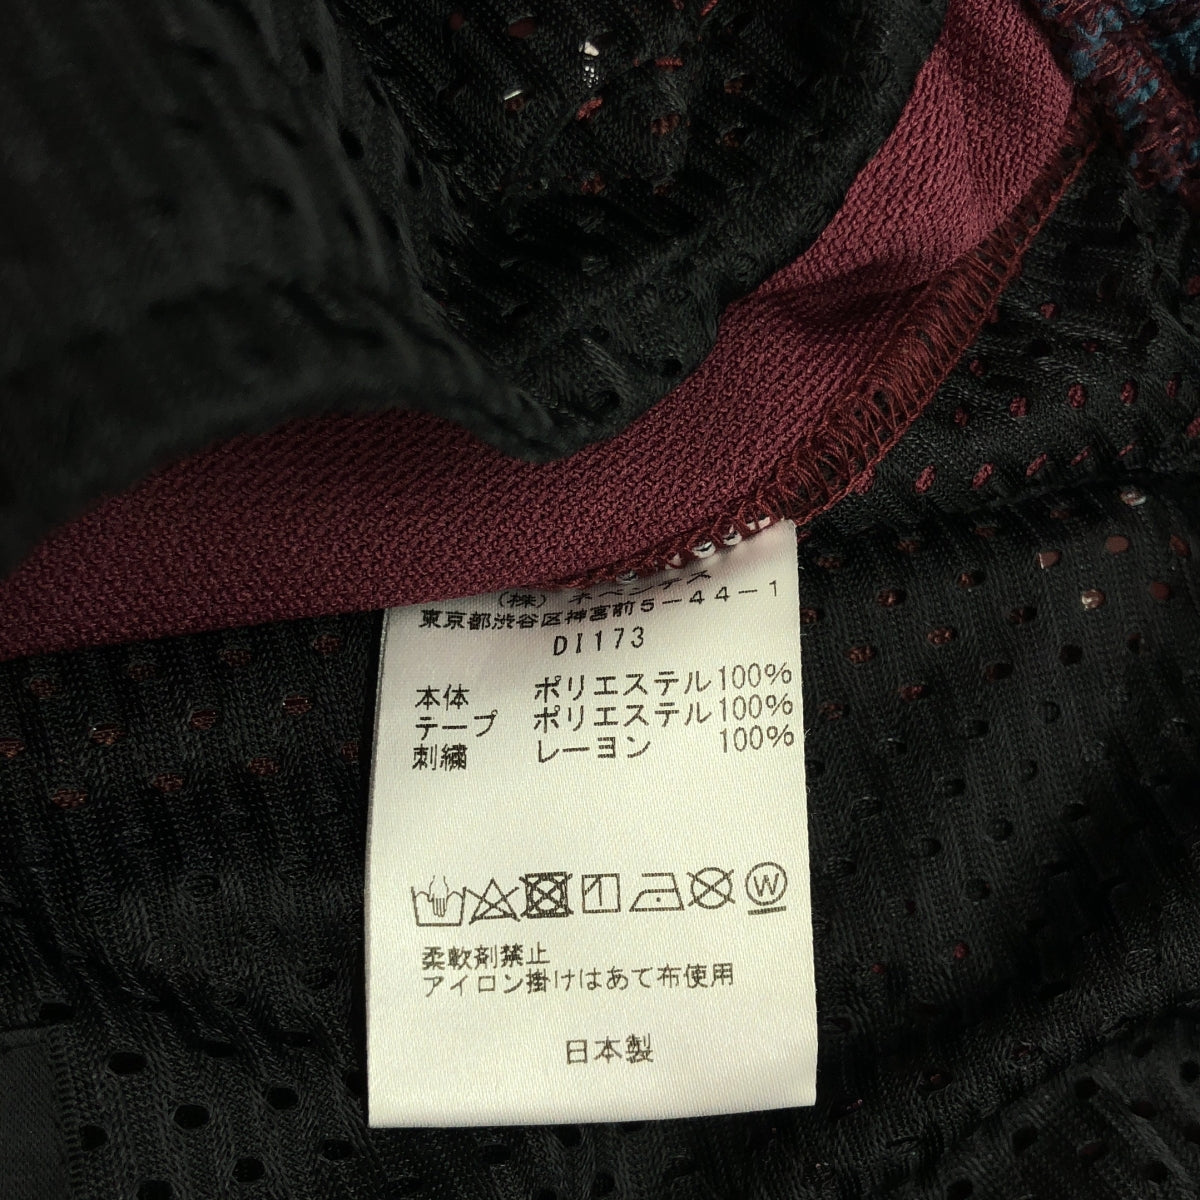 (株)ネペンテス
東京都渋谷区神宮前5-44-1
DI173
本体 ポリエステル100%
テープ ポリエステル100%
刺繍 レーヨン 100%
W
柔軟剤禁止
アイロン掛けはあて布使用
日本製